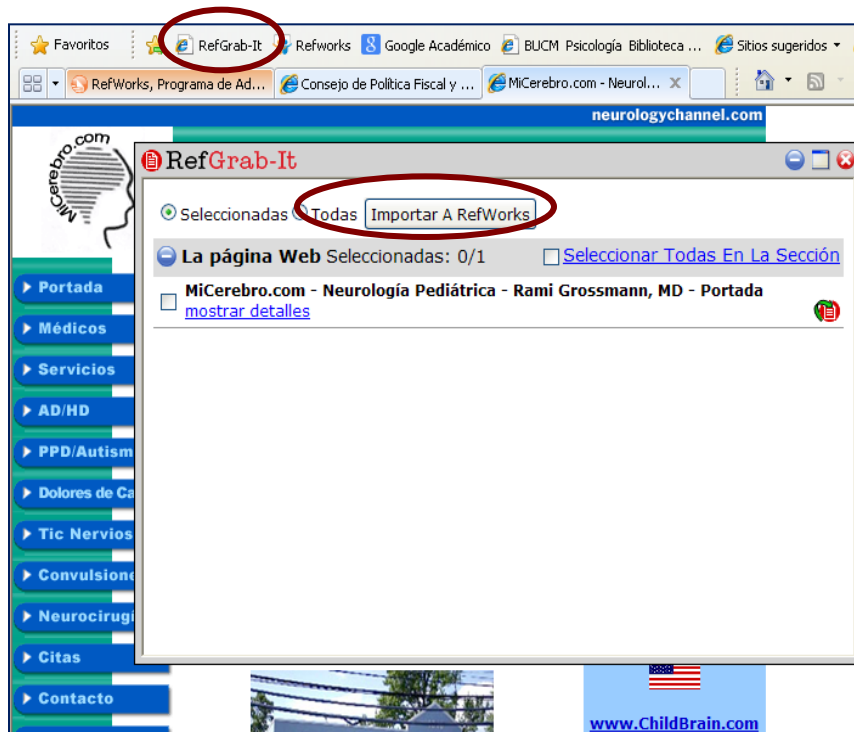 Favoritos RefGrab-It Refworks Google Académico BUCM Psicología Biblioteca ... Sitios sugeridos
RefWorks, Programa de Ad... Consejo de Política Fiscal y ... MiCerebro.com - Neurol... X
neurologychannel.com
MiCerebro.com
RefGrab-It
Seleccionadas Todas Importar A RefWorks
La página Web Seleccionadas: 0/1 Seleccionar Todas En La Sección
MiCerebro.com - Neurología Pediátrica - Rami Grossmann, MD - Portada
mostrar detalles
Portada
Médicos
Servicios
AD/HD
PPD/Autism
Dolores de Ca
Tic Nervios
Convulsione
Neurocirugí
Citas
Contacto
www.ChildBrain.com